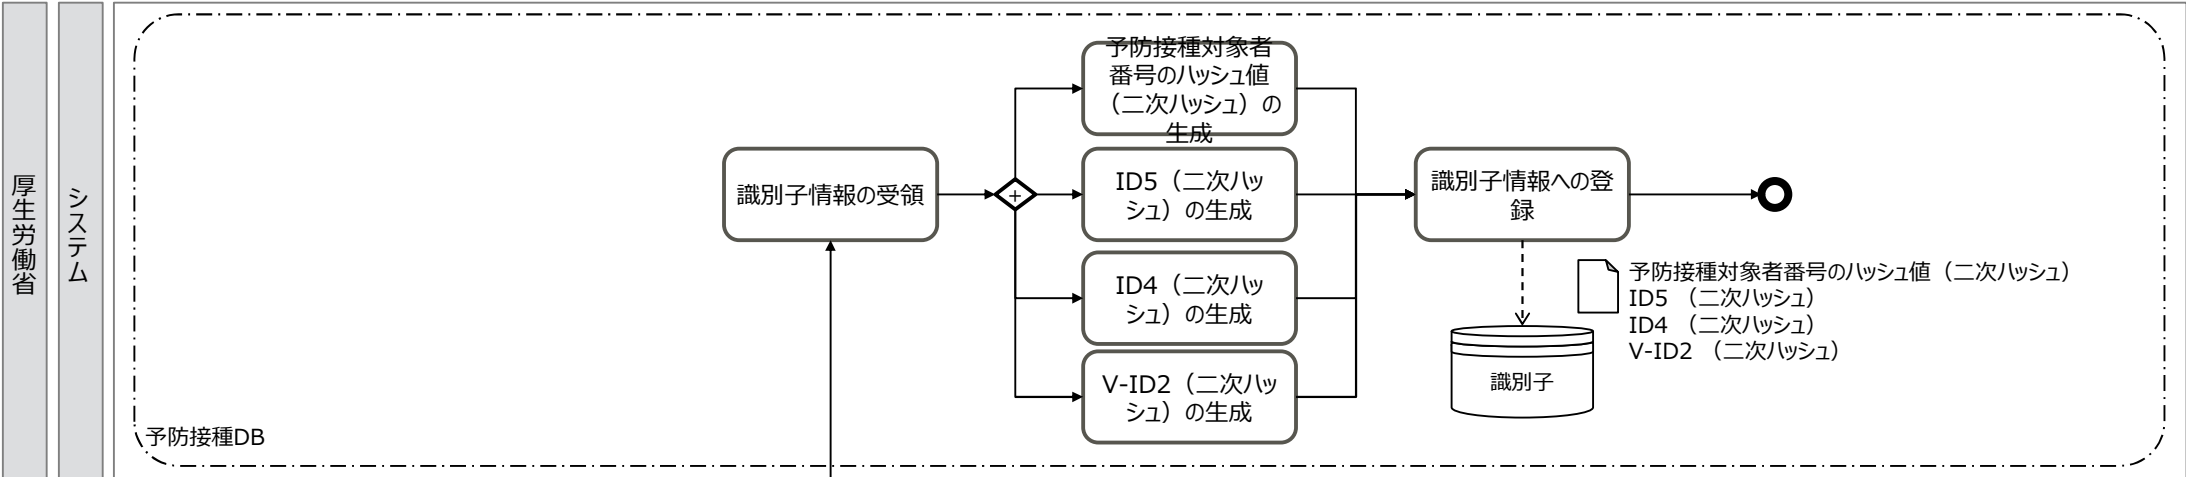 厚生労働省
システム
予防接種対象者
番号のハッシュ値
（二次ハッシュ）の
生成
識別子情報の受領
+
ID5（二次ハッ
シュ）の生成
識別子情報への登
録
ID4（二次ハッ
シュ）の生成
V-ID2（二次ハッ
シュ）の生成
予防接種対象者番号のハッシュ値（二次ハッシュ）
ID5 （二次ハッシュ）
ID4 （二次ハッシュ）
V-ID2 （二次ハッシュ）
識別子
予防接種DB